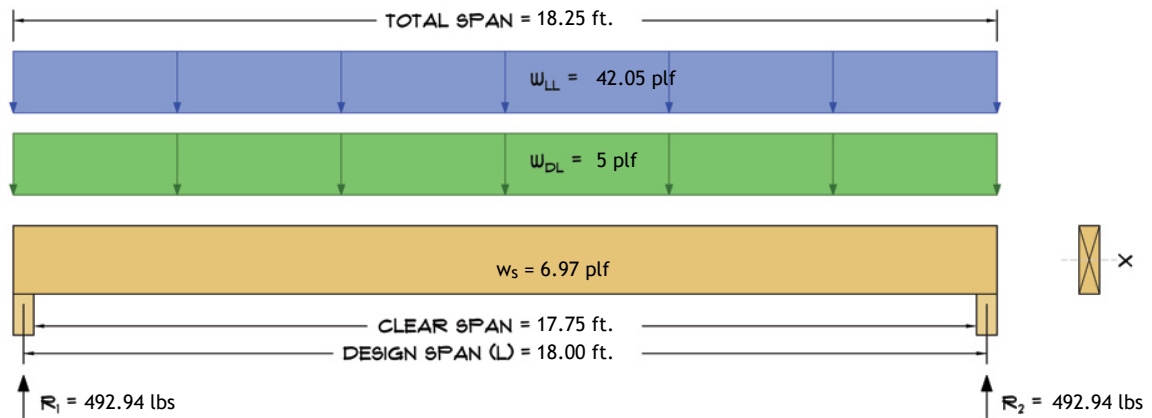 TOTAL SPAN = 18.25 ft.
WLL = 42.05 plf
WDL = 5 plf
ws = 6.97 plf
X
CLEAR SPAN = 17.75 ft.
DESIGN SPAN (L) = 18.00 ft.
R1 = 492.94 lbs
R2 = 492.94 lbs